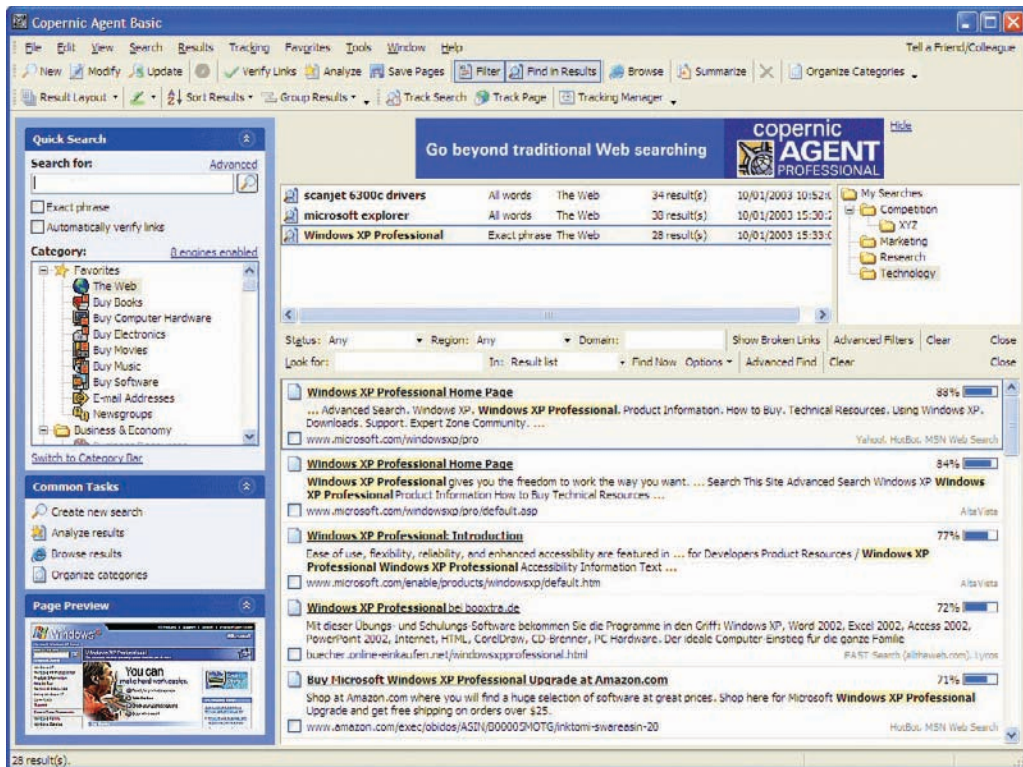 Copernic Agent Basic
File Edit View Search Results Tracking Favorites Tools Window Help Tell a Friend/Colleague
New Modify Update Verify Links Analyze Save Pages Filter Find in Results Browse Summarize Organize Categories
Result Layout Sort Results Group Results Track Search Track Page Tracking Manager
Quick Search
Search for: Advanced
Exact phrase
Automatically verify links
Category: 8 engines enabled
Favorites
The Web
Buy Books
Buy Computer Hardware
Buy Electronics
Buy Movies
Buy Music
Buy Software
E-mail Addresses
Newsgroups
Business & Economy
Switch to Category Bar
Common Tasks
Create new search
Analyze results
Browse results
Organize categories
Page Preview
Windows
You can
make hard work easier.
Go beyond traditional Web searching
copernic
AGENT
PROFESSIONAL
Hide
scanjet 6300c drivers All words The Web 34 result(s) 10/01/2003 10:52:
microsoft explorer All words The Web 38 result(s) 10/01/2003 15:30:2
Windows XP Professional Exact phrase The Web 28 result(s) 10/01/2003 15:33:
My Searches
Competition
XYZ
Marketing
Research
Technology
Status: Any Region: Any Domain: Show Broken Links Advanced Filters Clear Close
Look for: In: Result list Find Now Options Advanced Find Clear Close
Windows XP Professional Home Page 88%
... Advanced Search. Windows XP. Windows XP Professional. Product Information. How to Buy. Technical Resources. Using Windows XP.
Downloads. Support. Expert Zone Community. ...
www.microsoft.com/windowsxp/pro Yahoo!, HotBot, MSN Web Search
Windows XP Professional Home Page 84%
Windows XP Professional gives you the freedom to work the way you want. ... Search This Site Advanced Search Windows XP Windows
XP Professional Product Information How to Buy Technical Resources ...
www.microsoft.com/windowsxp/pro/default.asp AltaVista
Windows XP Professional: Introduction 77%
Ease of use, flexibility, reliability, and enhanced accessibility are featured in ... for Developers Product Resources / Windows XP
Professional Windows XP Professional Accessibility Information Text ...
www.microsoft.com/enable/products/windowsxp/default.htm AltaVista
Windows XP Professional bei booxtra.de 72%
Mit dieser Übungs- und Schulungs-Software bekommen Sie die Programme in den Griff: Windows XP, Word 2002, Excel 2002, Access 2002,
PowerPoint 2002, Internet, HTML, CorelDraw, CD-Brenner, PC Hardware. Der ideale Computer Einstieg für die ganze Familie
buecher.online-einkaufen.net/windowsxpprofessional.html FAST Search (alltheweb.com), Lycos
Buy Microsoft Windows XP Professional Upgrade at Amazon.com 71%
Shop at Amazon.com where you will find a huge selection of software at great prices. Shop here for Microsoft Windows XP Professional
Upgrade and get free shipping on orders over $25.
www.amazon.com/exec/obidos/ASIN/B00005MOTG/inktomi-swareasin-20 HotBot, MSN Web Search
28 result(s).